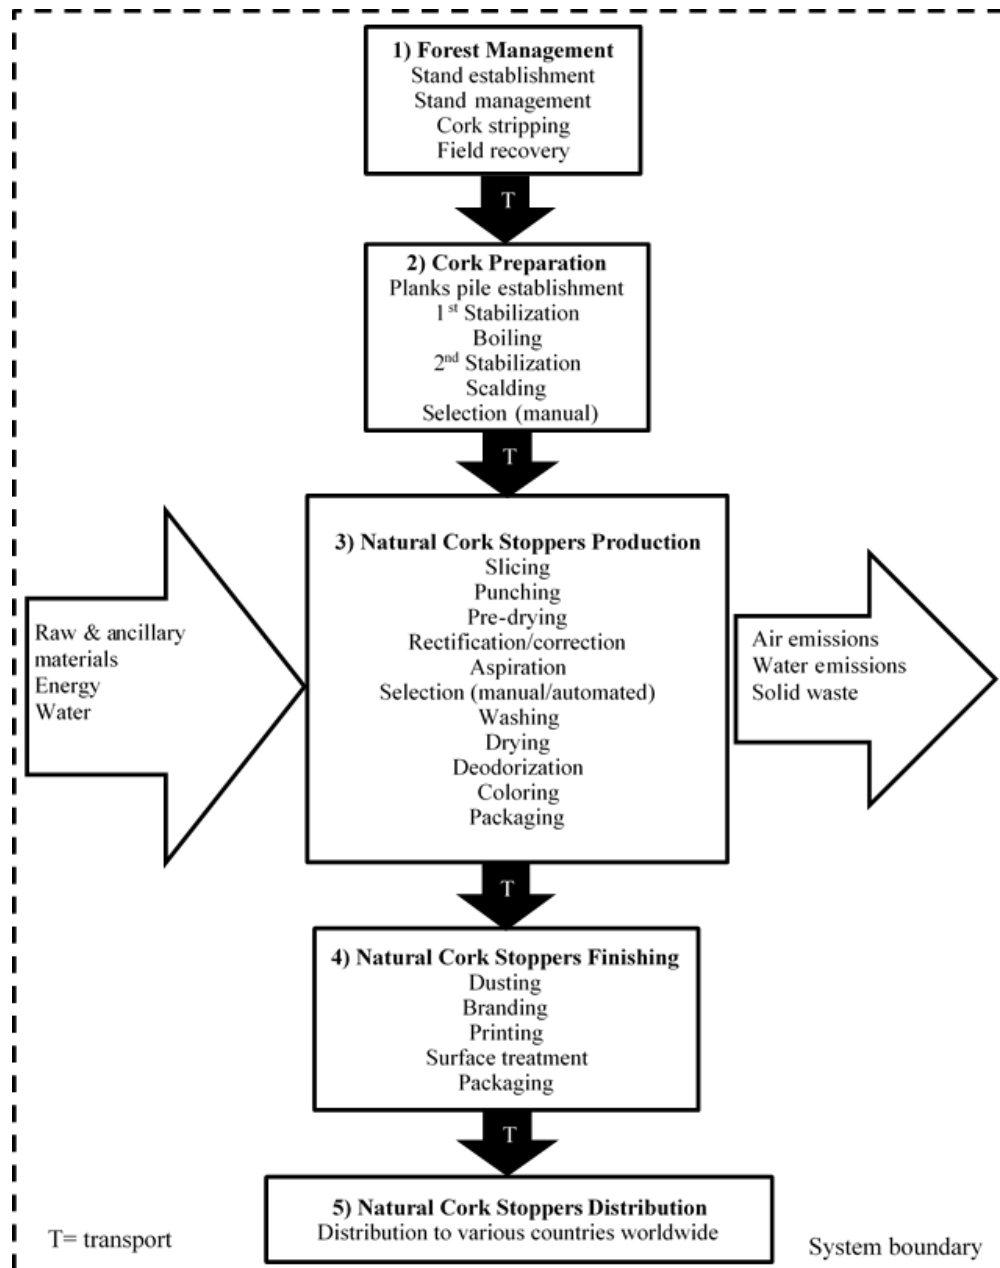 1) Forest Management
Stand establishment
Stand management
Cork stripping
Field recovery
T
2) Cork Preparation
Planks pile establishment
1st Stabilization
Boiling
2nd Stabilization
Scalding
Selection (manual)
T
Raw & ancillary
materials
Energy
Water
3) Natural Cork Stoppers Production
Slicing
Punching
Pre-drying
Rectification/correction
Aspiration
Selection (manual/automated)
Washing
Drying
Deodorization
Coloring
Packaging
Air emissions
Water emissions
Solid waste
T
4) Natural Cork Stoppers Finishing
Dusting
Branding
Printing
Surface treatment
Packaging
T
5) Natural Cork Stoppers Distribution
Distribution to various countries worldwide
T= transport
System boundary